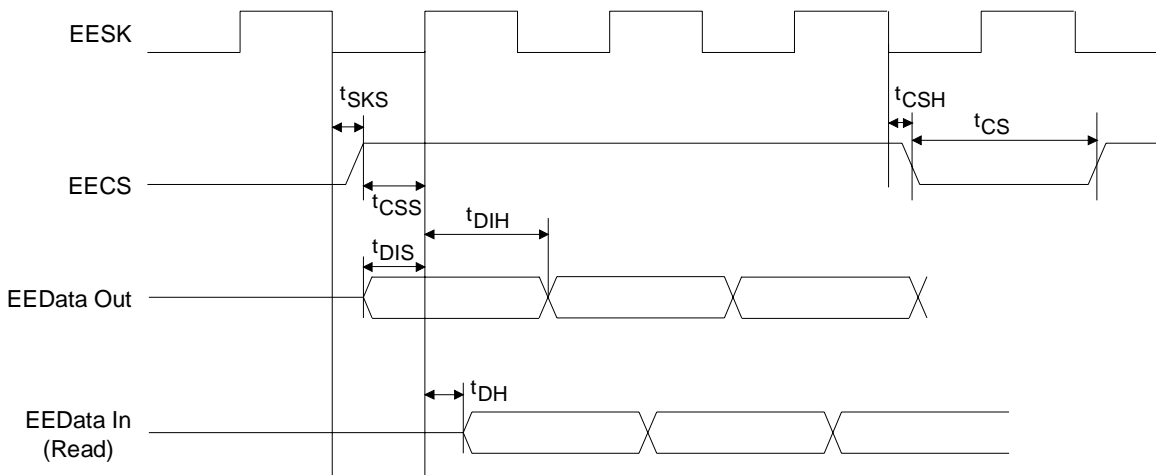 EESK
tSKS
tCSH
tCS
EECS
tCSS
tDIH
tDIS
EEData Out
tDH
EEData In
(Read)